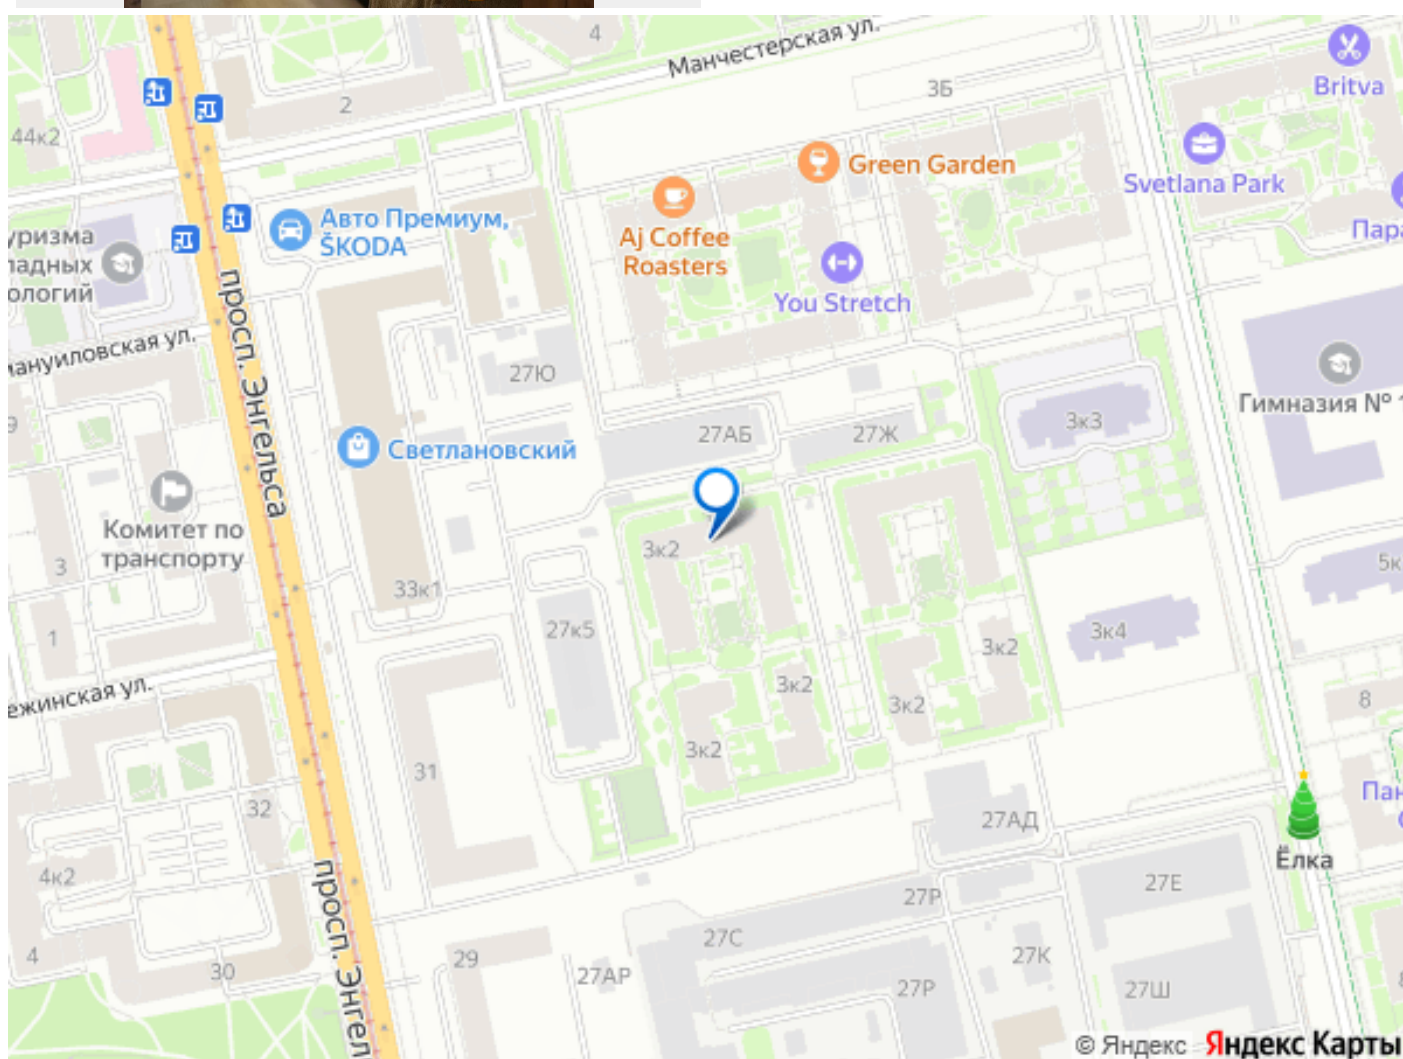 4
Манчестерская ул.
3Б
Britva
2
44к2
Green Garden
Svetlana Park
Авто Премиум,
ŠKODA
Aj Coffee
Roasters
You Stretch
уризма
ологий
просп. Энгельса
27Ю
Гимназия №
3к3
27АБ
27Ж
Светлановский
Комитет по
транспорту
3к2
33к1
3
1
27к5
3к4
3к2
3к2
3к2
3к2
8
31
32
27АД
Ёлка
4к2
27Е
27Р
просп. Энгел
27С
29
27К
4
30
27АР
27Р
27Ш
© Яндекс Яндекс Карты